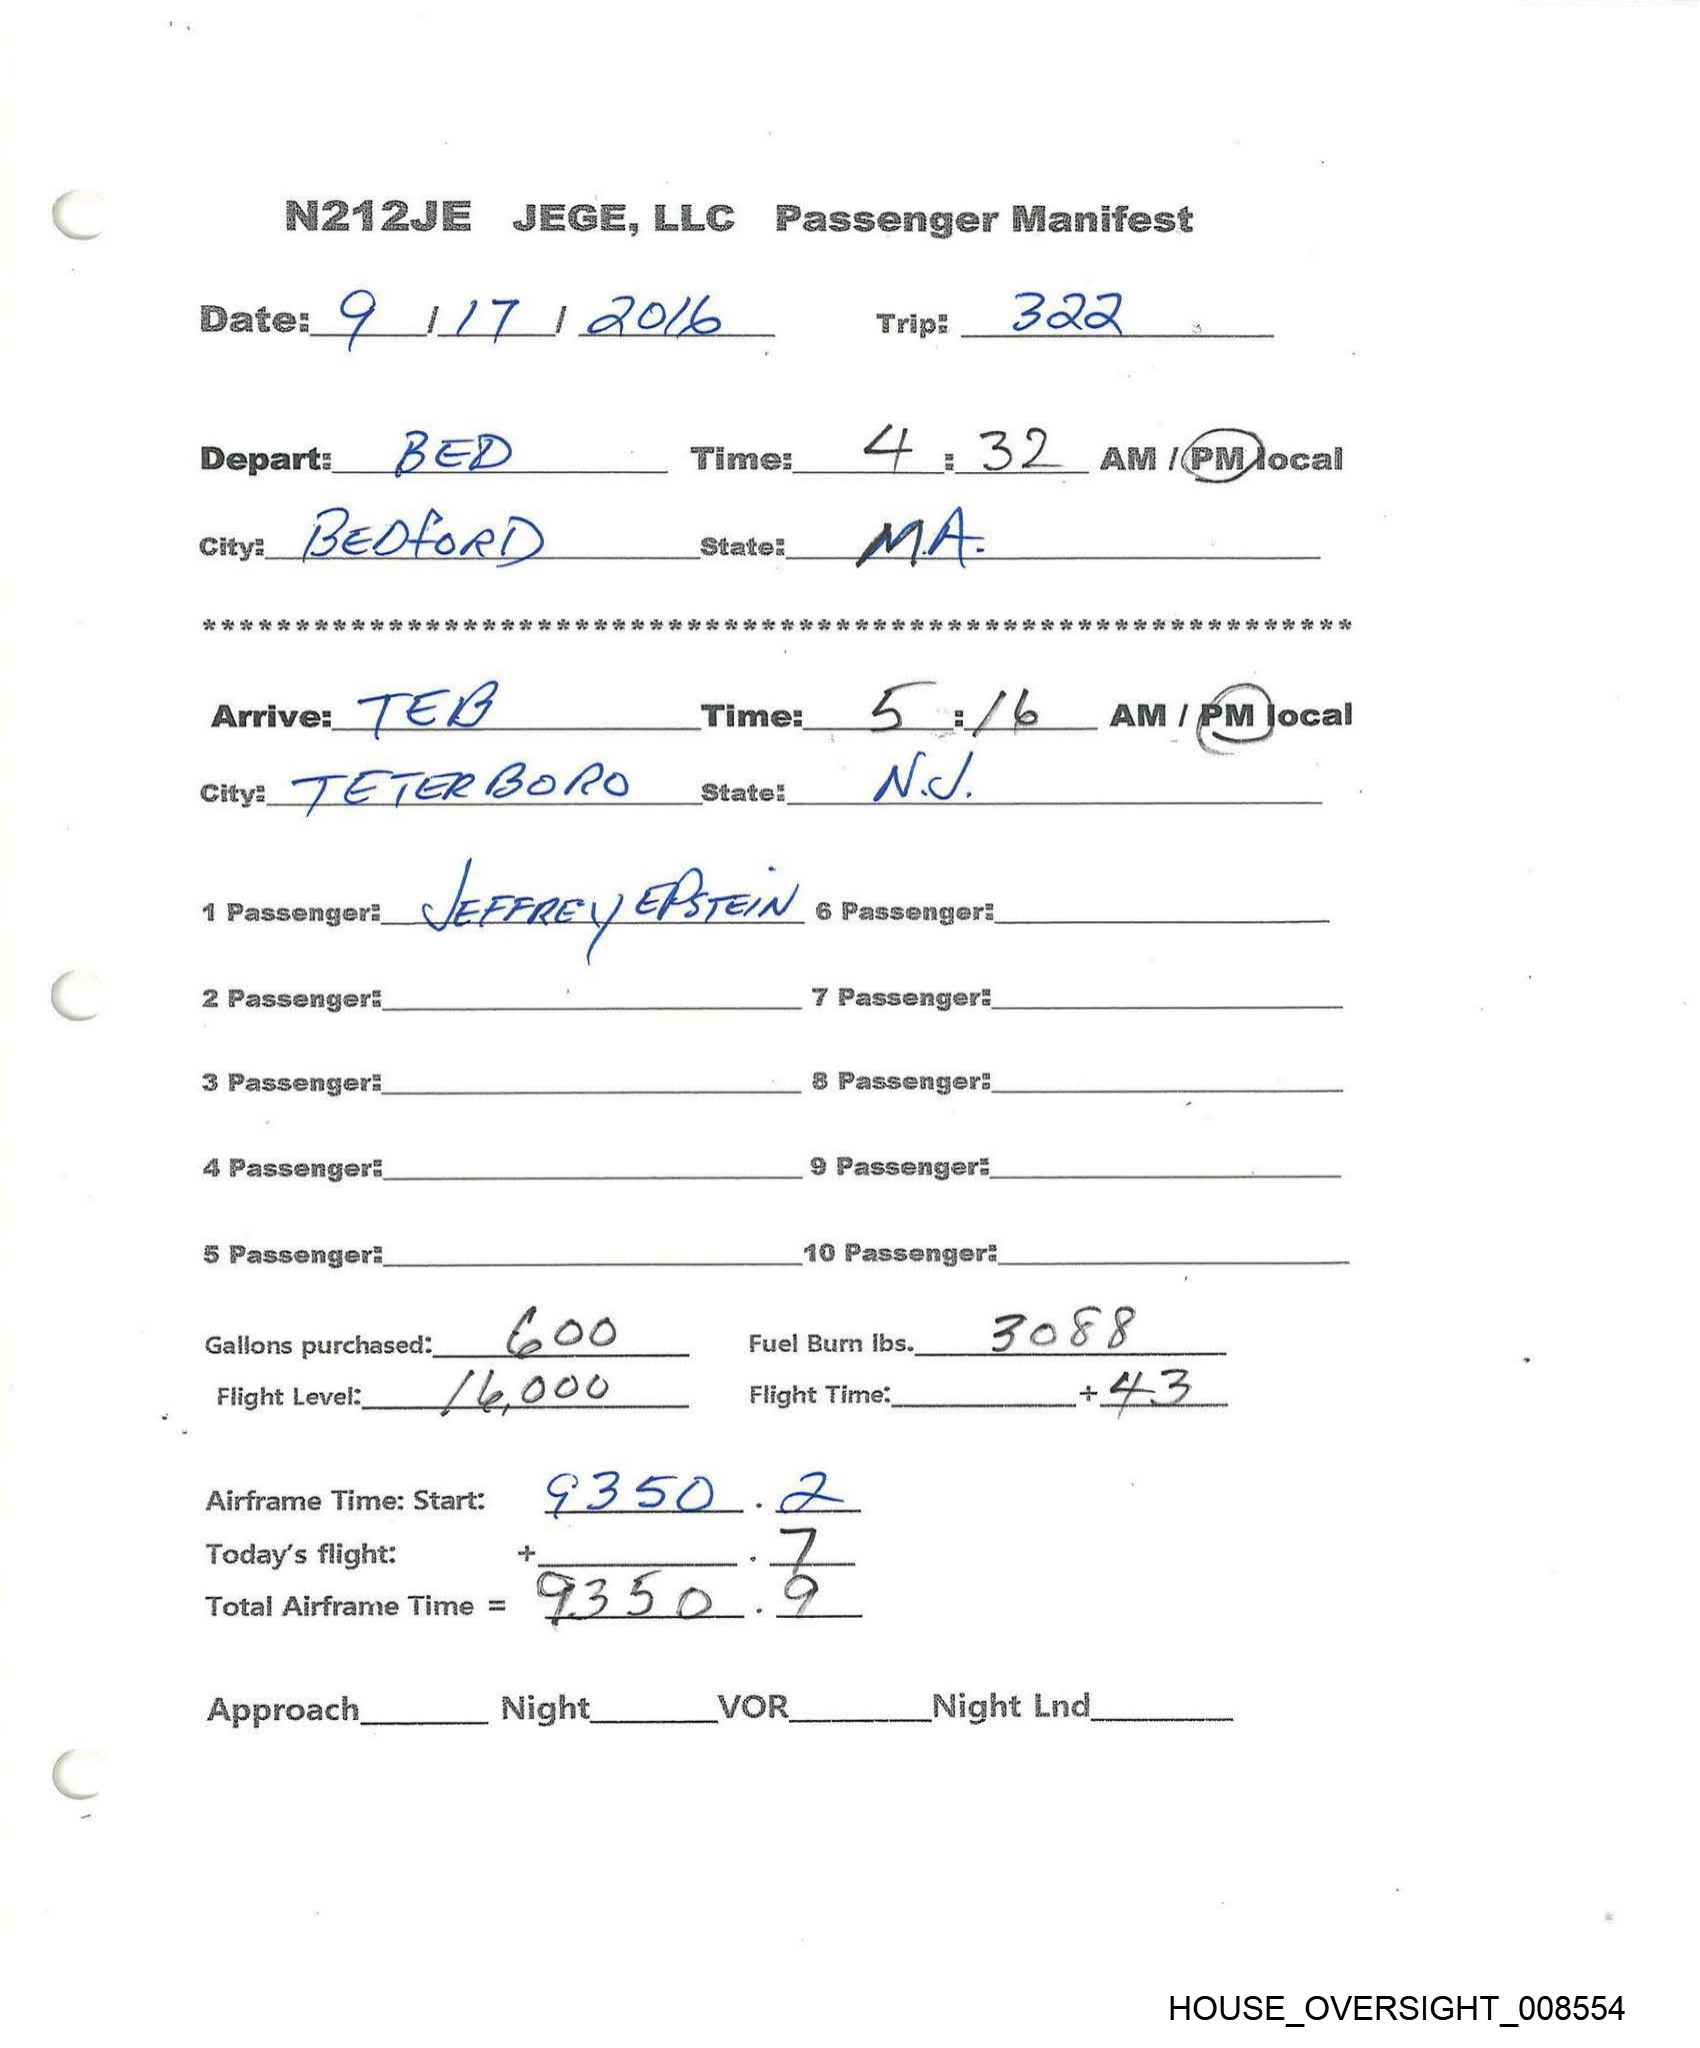 N212JE JEGE, LLC Passenger Manifest
Date: 9 / 17 / 2016 Trip: 322
Depart: BED Time: 4 : 32 AM / PM local
City: BEDFORD State: M.A.
****************************************************************
Arrive: TEB Time: 5 : 16 AM / PM local
City: TETERBORO State: N.J.
1 Passenger: JEFFREY EPSTEIN 6 Passenger:
2 Passenger: 7 Passenger:
3 Passenger: 8 Passenger:
4 Passenger: 9 Passenger:
5 Passenger: 10 Passenger:
Gallons purchased: 600 Fuel Burn lbs. 3088
Flight Level: 16,000 Flight Time: + 43
Airframe Time: Start: 9350 . 2
Today's flight: + . 7
Total Airframe Time = 9350 . 9
Approach Night VOR Night Lnd
HOUSE_OVERSIGHT_008554